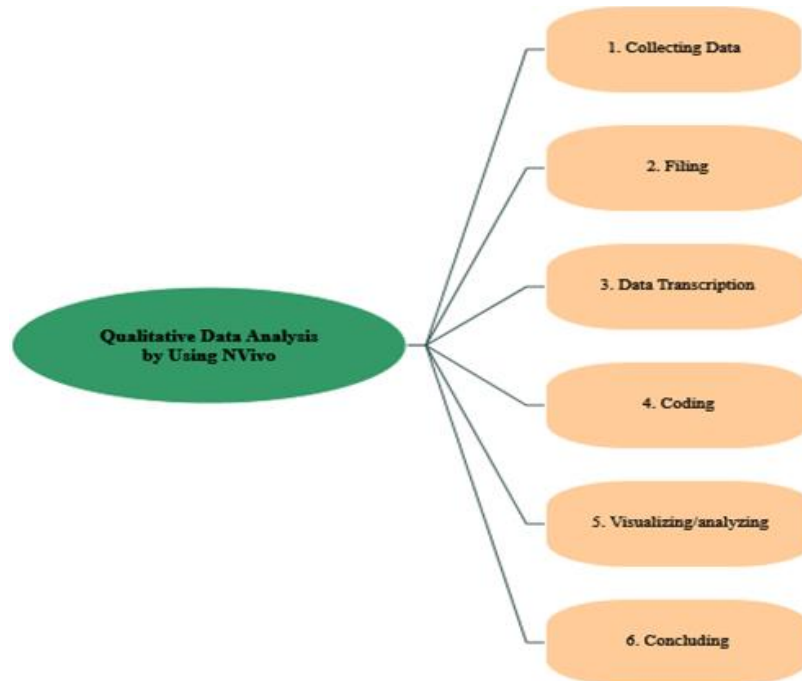 Qualitative Data Analysis
by Using NVivo
1. Collecting Data
2. Filing
3. Data Transcription
4. Coding
5. Visualizing/analyzing
6. Concluding